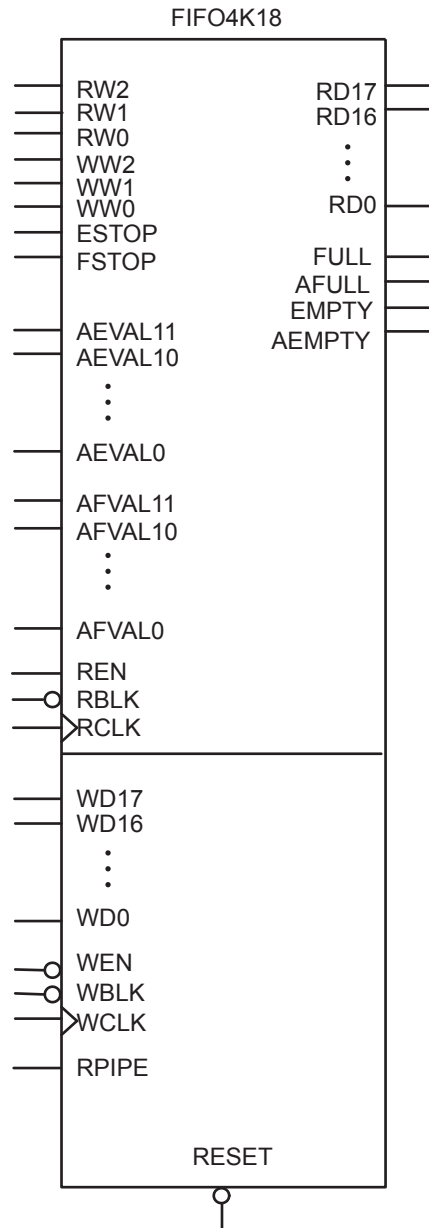 FIFO4K18
RW2
RW1
RW0
WW2
WW1
WW0
ESTOP
FSTOP
AEVAL11
AEVAL10
AEVAL0
AFVAL11
AFVAL10
AFVAL0
REN
RBLK
RCLK
RD17
RD16
RD0
FULL
AFULL
EMPTY
AEMPTY
WD17
WD16
WD0
WEN
WBLK
WCLK
RPIPE
RESET